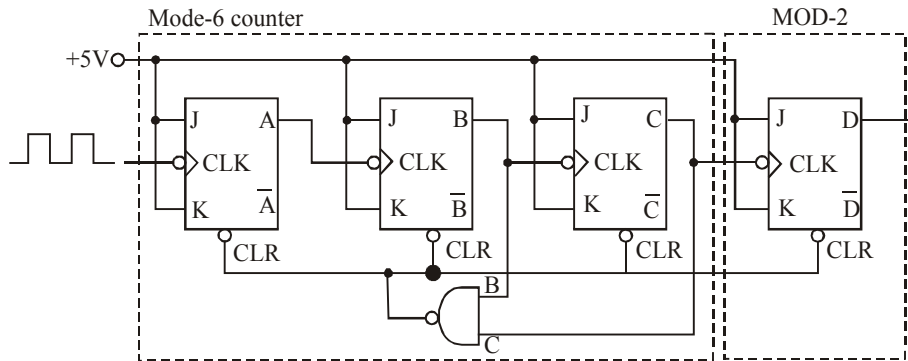 Mode-6 counter
MOD-2
+5V
J A
CLK
K A̅
CLR
J B
CLK
K B̅
CLR
J C
CLK
K C̅
CLR
J D
CLK
K D̅
CLR
B
C